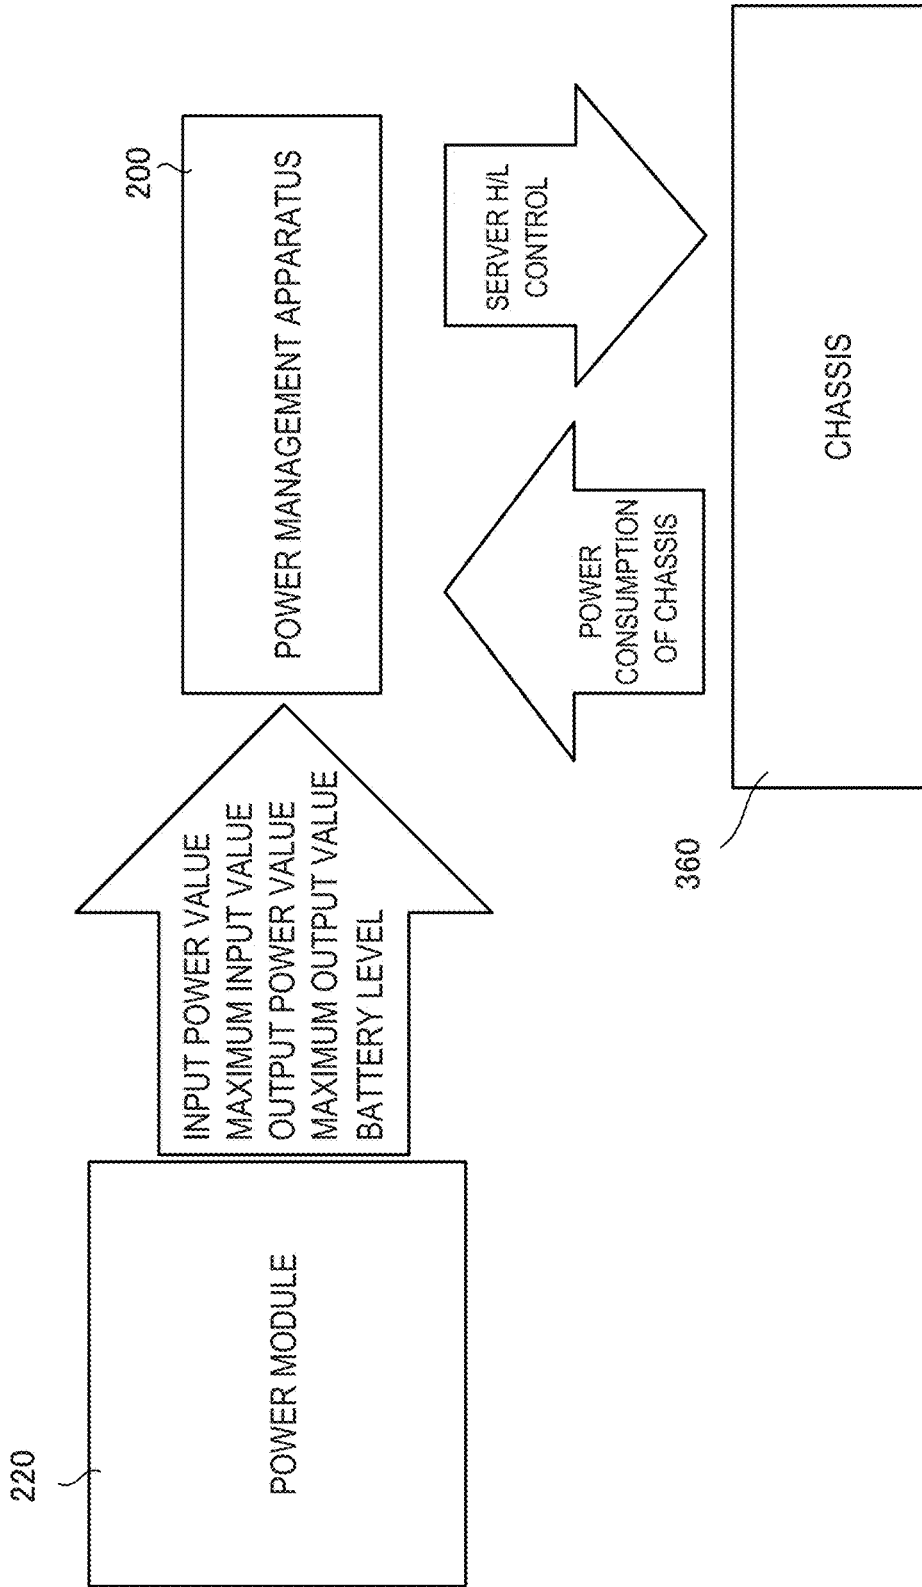 220
POWER MODULE
INPUT POWER VALUE
MAXIMUM INPUT VALUE
OUTPUT POWER VALUE
MAXIMUM OUTPUT VALUE
BATTERY LEVEL
200
POWER MANAGEMENT APPARATUS
POWER
CONSUMPTION
OF CHASSIS
SERVER H/L
CONTROL
360
CHASSIS